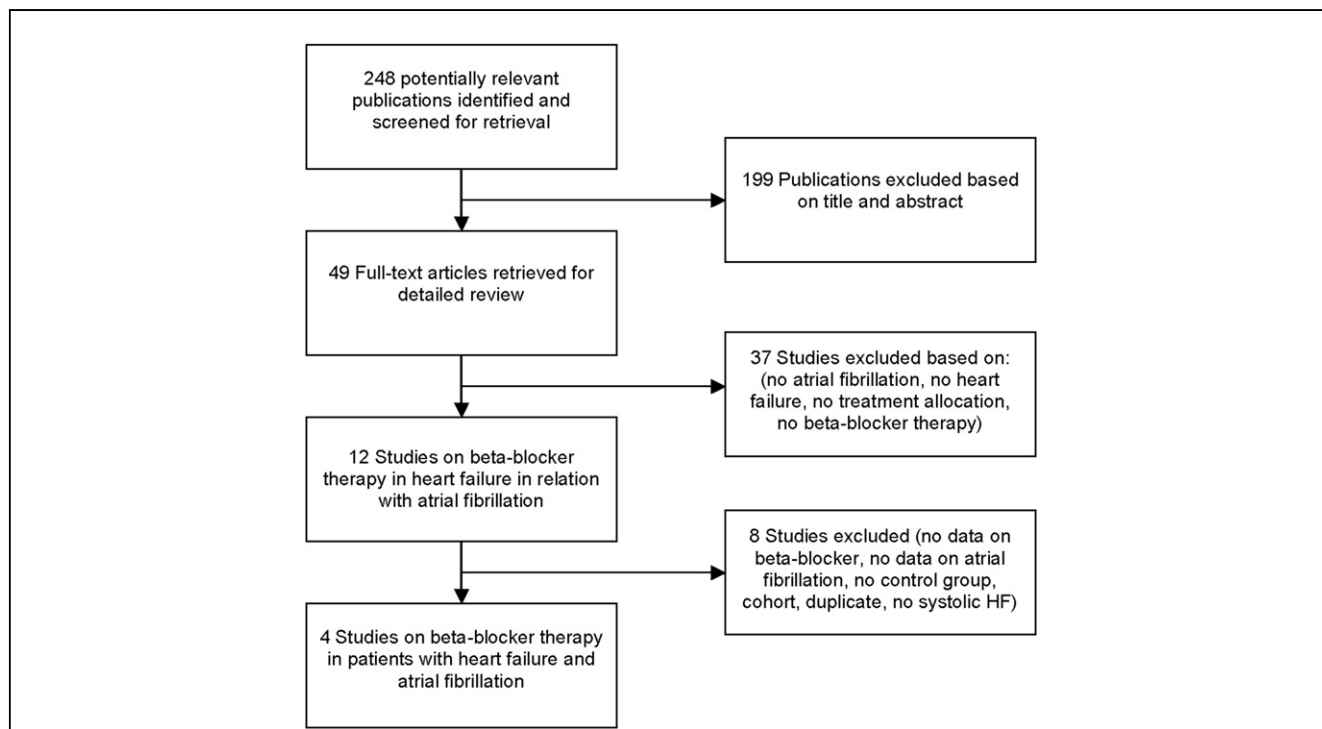 248 potentially relevant
publications identified and
screened for retrieval
199 Publications excluded based
on title and abstract
49 Full-text articles retrieved for
detailed review
37 Studies excluded based on:
(no atrial fibrillation, no heart
failure, no treatment allocation,
no beta-blocker therapy)
12 Studies on beta-blocker
therapy in heart failure in relation
with atrial fibrillation
8 Studies excluded (no data on
beta-blocker, no data on atrial
fibrillation, no control group,
cohort, duplicate, no systolic HF)
4 Studies on beta-blocker therapy
in patients with heart failure and
atrial fibrillation